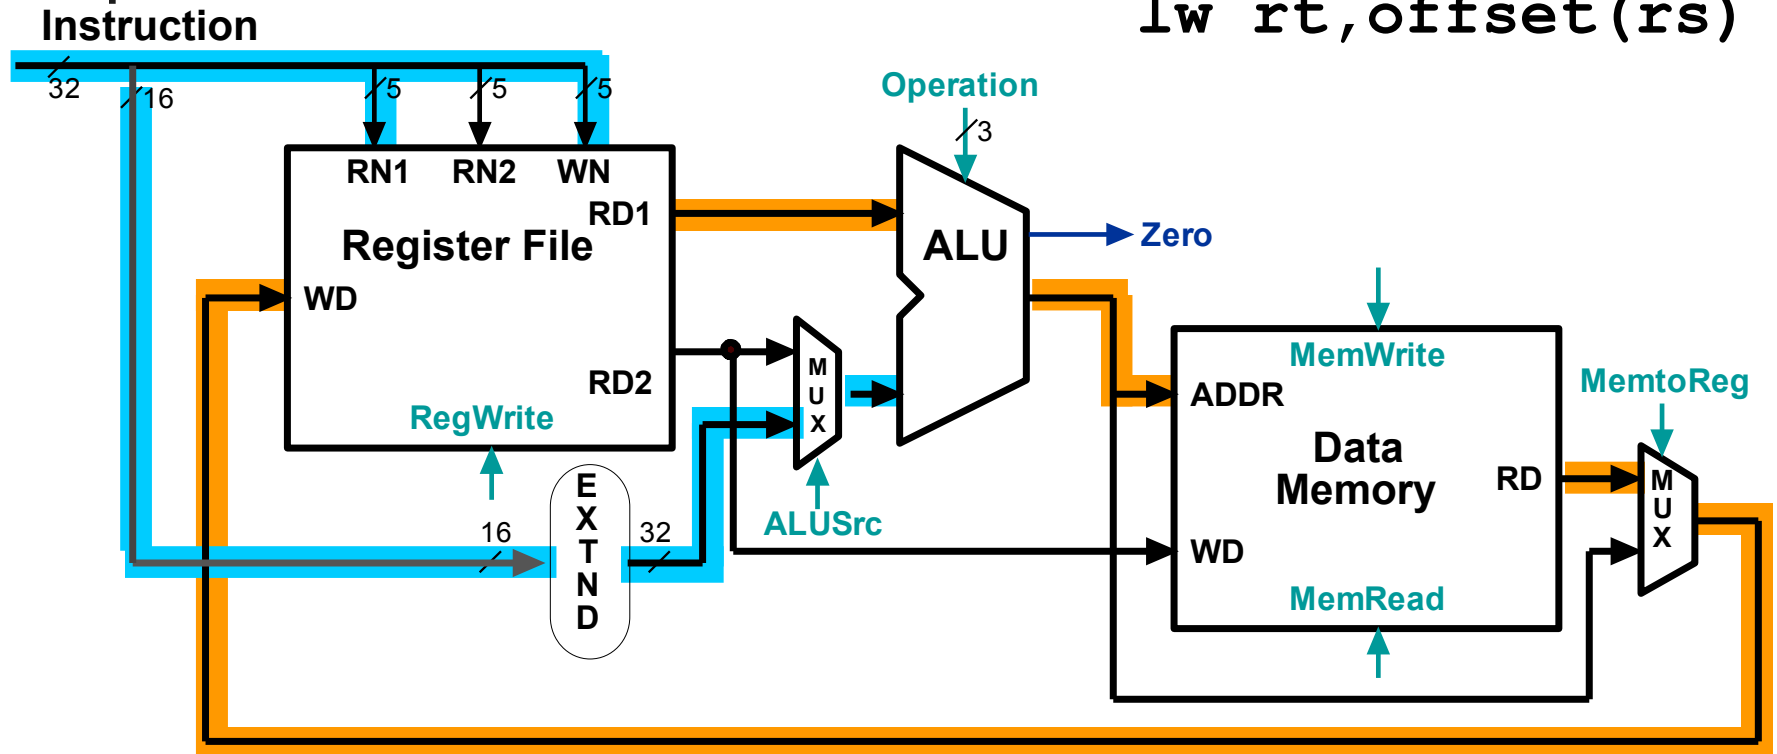 Instruction
lw rt,offset(rs)
32
16
5
5
5
Operation
3
RN1 RN2 WN
RD1
Register File
ALU
Zero
WD
MUX
MemWrite
RD2
ADDR
MemtoReg
RegWrite
Data
Memory
RD
MUX
EXTND
ALUSrc
16
32
WD
MemRead